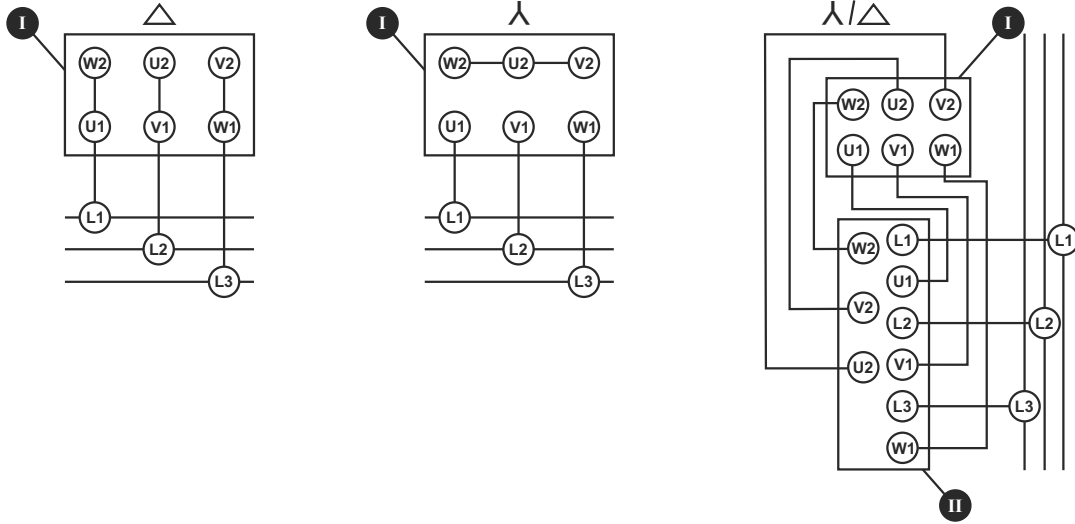 I
W2 U2 V2
U1 V1 W1
L1
L2
L3
I
W2 U2 V2
U1 V1 W1
L1
L2
L3
/
I
W2 U2 V2
U1 V1 W1
W2 L1 L1
U1
V2 L2 L2
U2 V1
L3 L3
W1
II